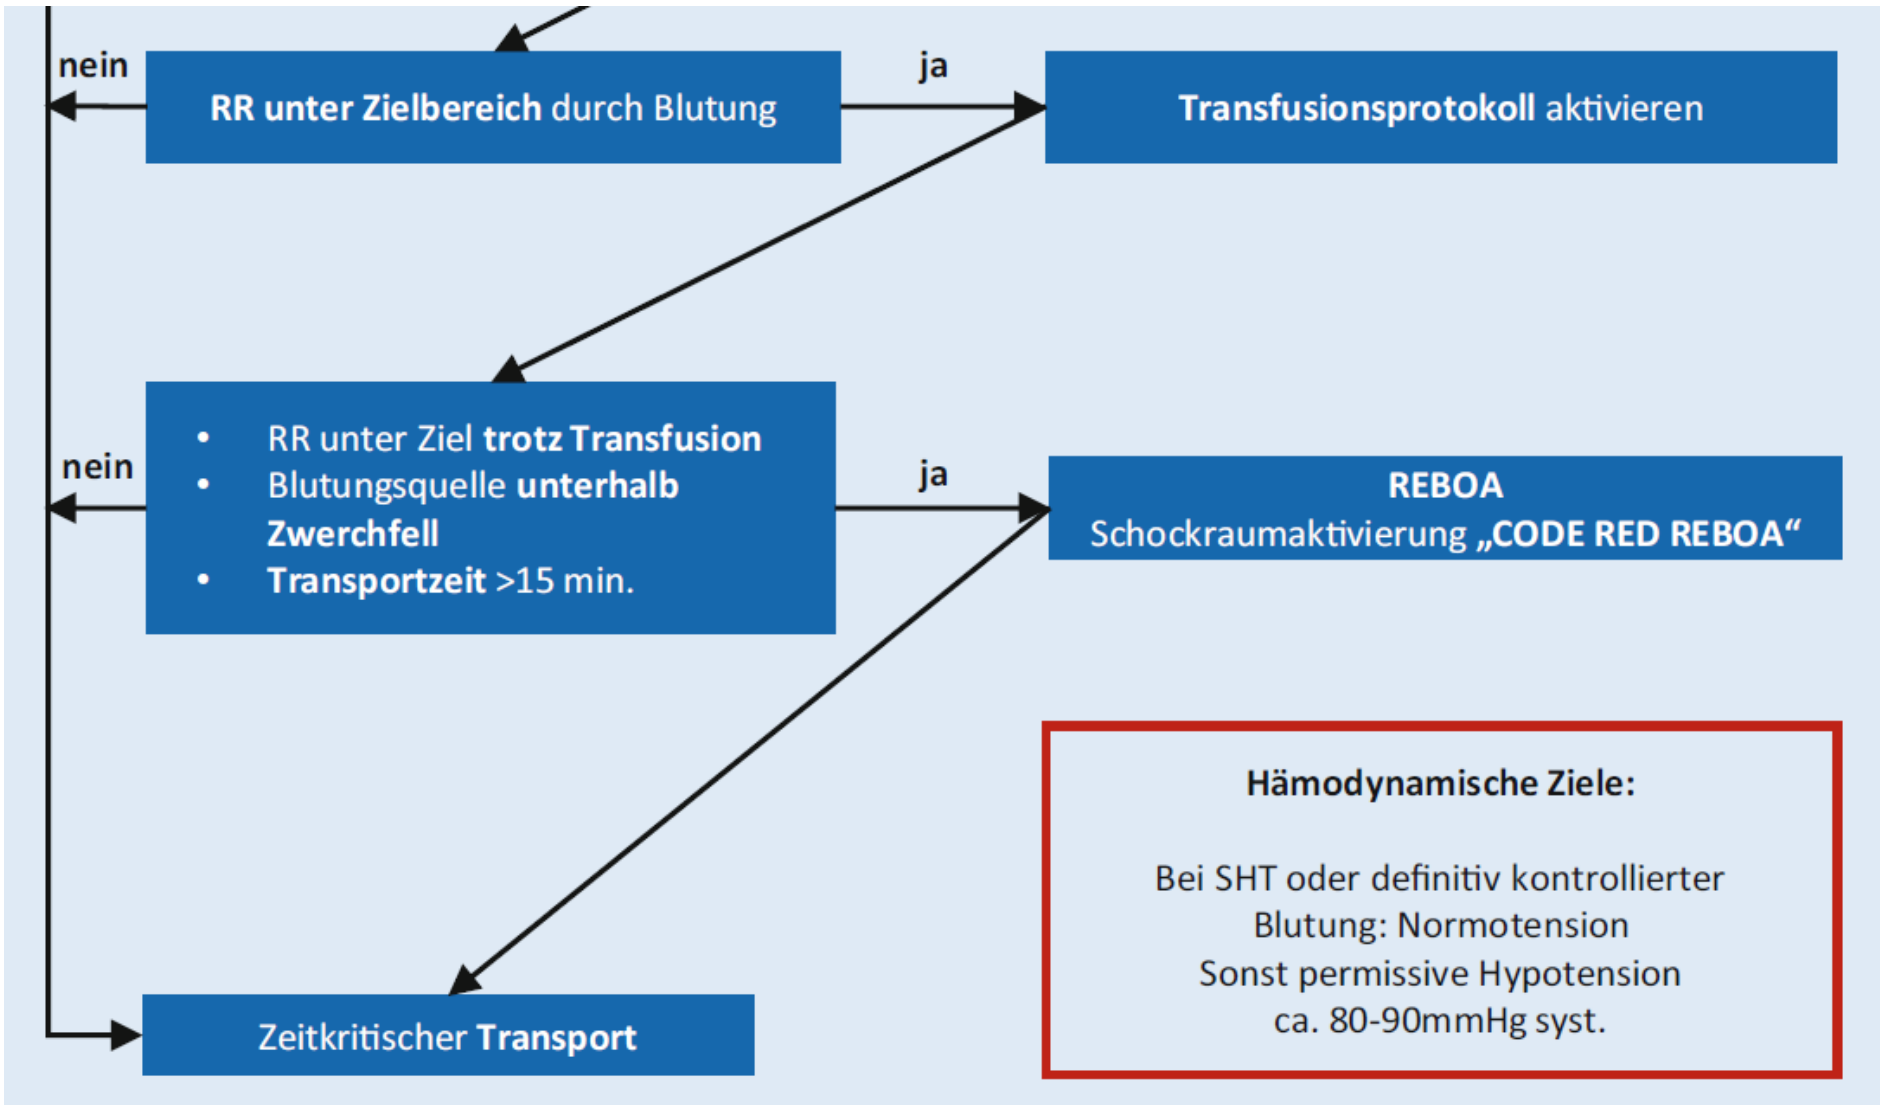 nein
RR unter Zielbereich durch Blutung
ja
Transfusionsprotokoll aktivieren
nein
• RR unter Ziel trotz Transfusion
• Blutungsquelle unterhalb
Zwerchfell
• Transportzeit >15 min.
ja
REBOA
Schockraumaktivierung „CODE RED REBOA“
Hämodynamische Ziele:
Bei SHT oder definitiv kontrollierter
Blutung: Normotension
Sonst permissive Hypotension
ca. 80-90mmHg syst.
Zeitkritischer Transport